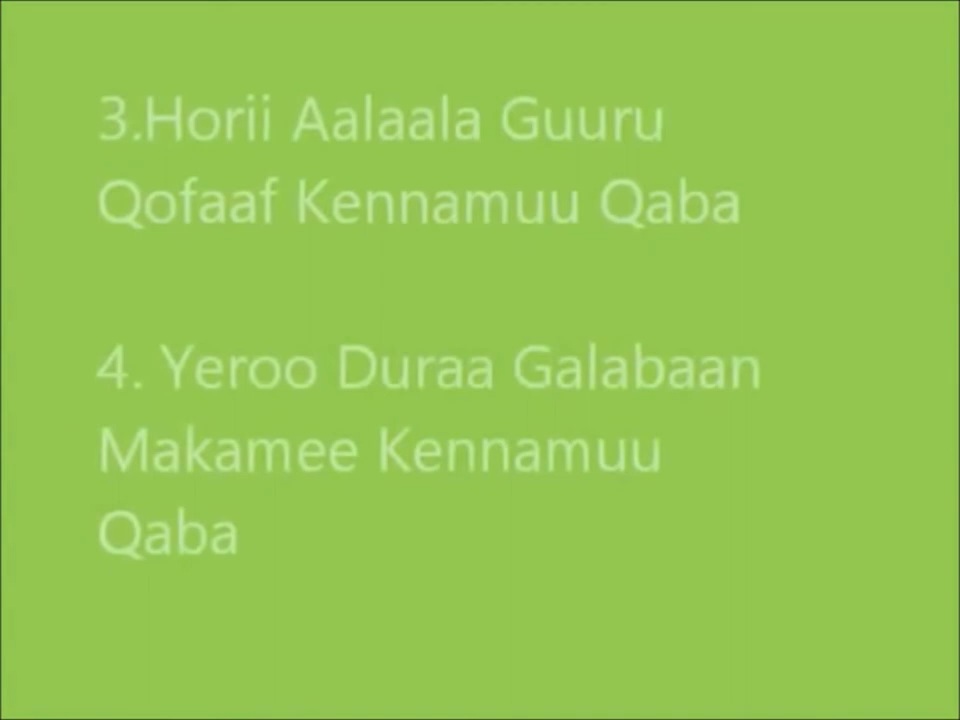 3.Horii Aalaala Guuru
Qofaaf Kennamuu Qaba
4. Yeroo Duraa Galabaan
Makamee Kennamuu
Qaba